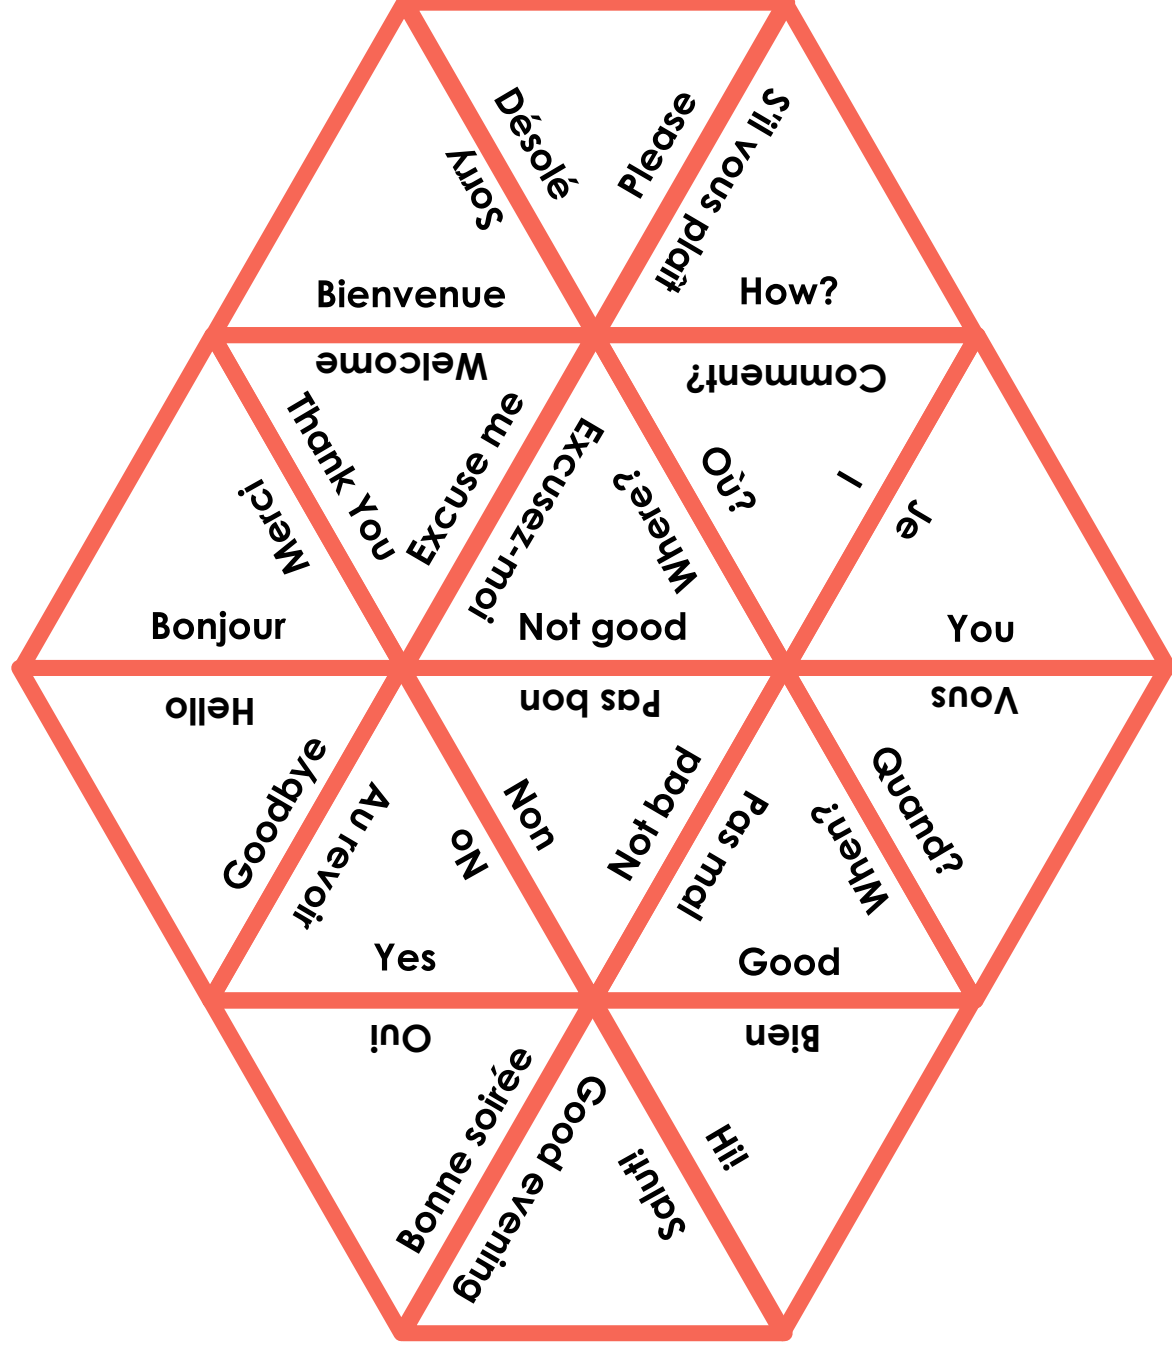 Désolé
Please
Sorry
S'il vous plaît
Bienvenue
How?
Welcome
Comment?
Thank You
Excuse me
Excusez-moi
Where?
Où?
I
Je
Merci
Bonjour
Not good
You
Hello
Pas bon
Vous
Goodbye
Au revoir
No
Non
Not bad
Pas mal
When?
Quand?
Yes
Good
Oui
Bien
Bonne soirée
Good evening
Salut!
Hi!